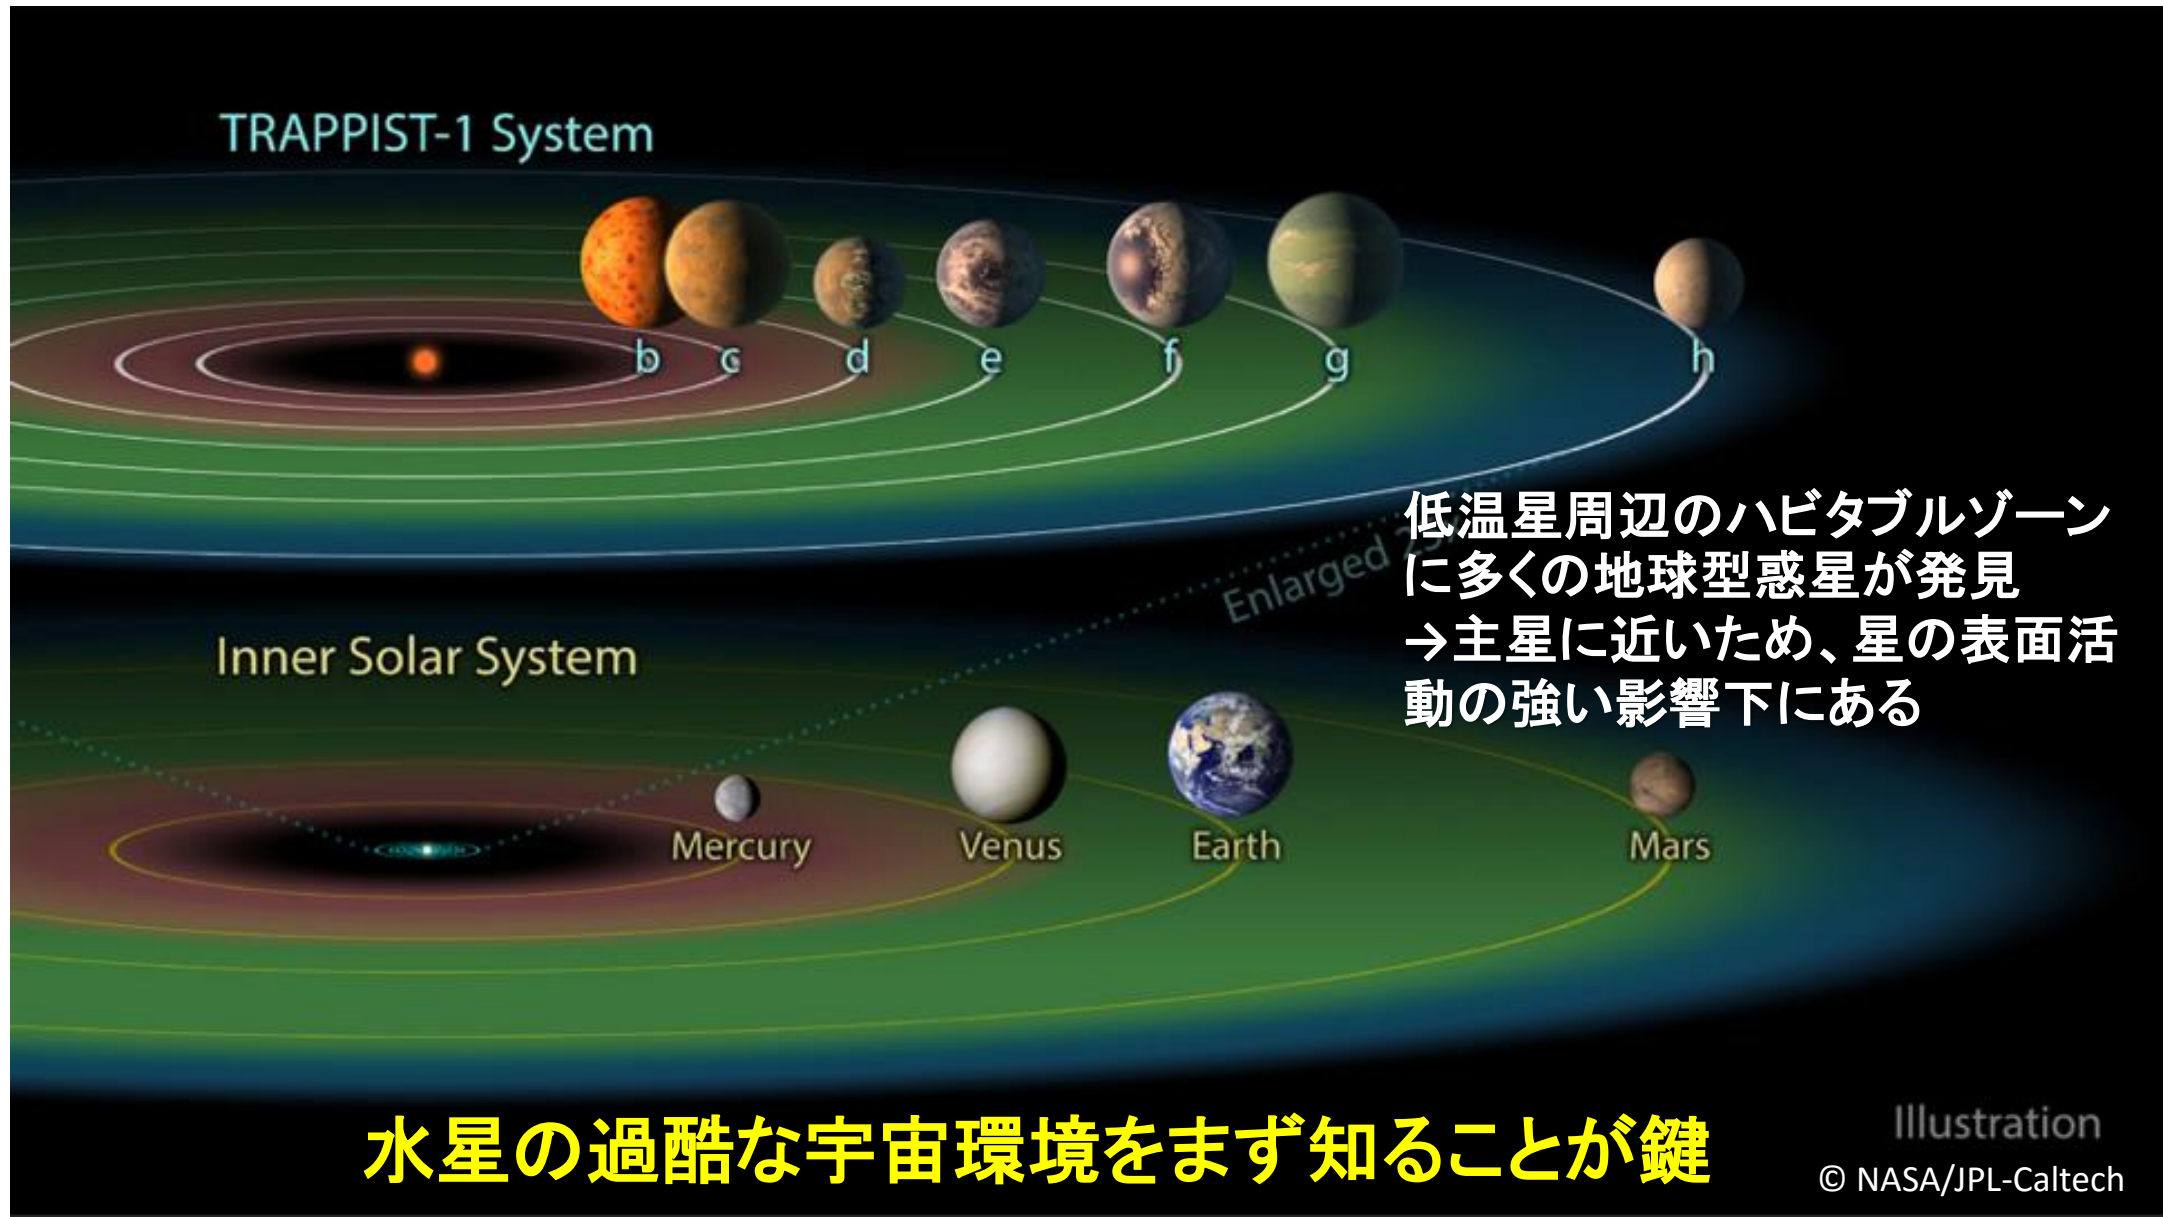 TRAPPIST-1 System
b c d e f g h
低温星周辺のハビタブルゾーン
に多くの地球型惑星が発見
→主星に近いため、星の表面活
動の強い影響下にある
Enlarged
Inner Solar System
Mercury Venus Earth Mars
水星の過酷な宇宙環境をまず知ることが鍵
Illustration
© NASA/JPL-Caltech